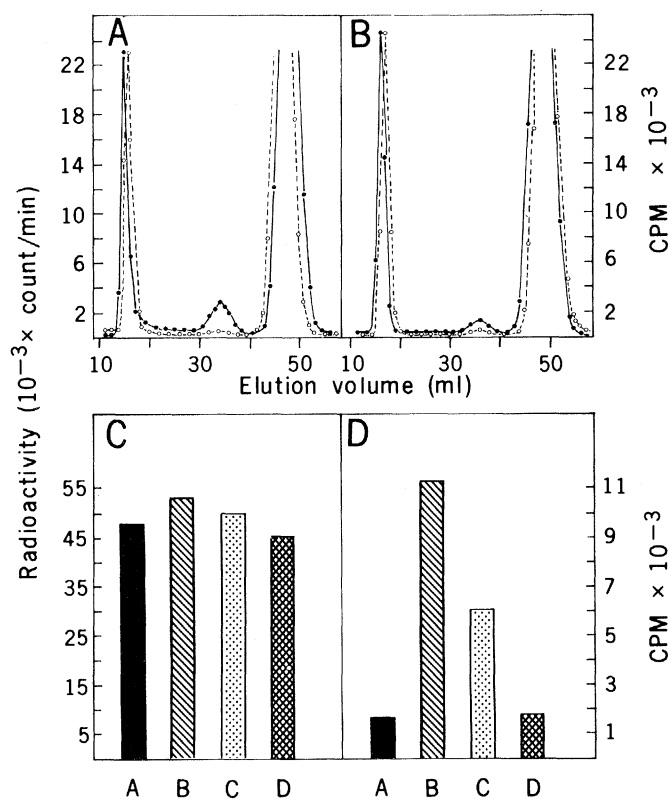 A B
22 22
18 18
14 14
10 10
6 6
2 2
10 30 50 10 30 50
Elution volume (ml)
Radioactivity (10⁻³× count/min)
CPM × 10⁻³
C D
55 11
45 9
35 7
25 5
15 3
5 1
CPM × 10⁻³
A B C D A B C D